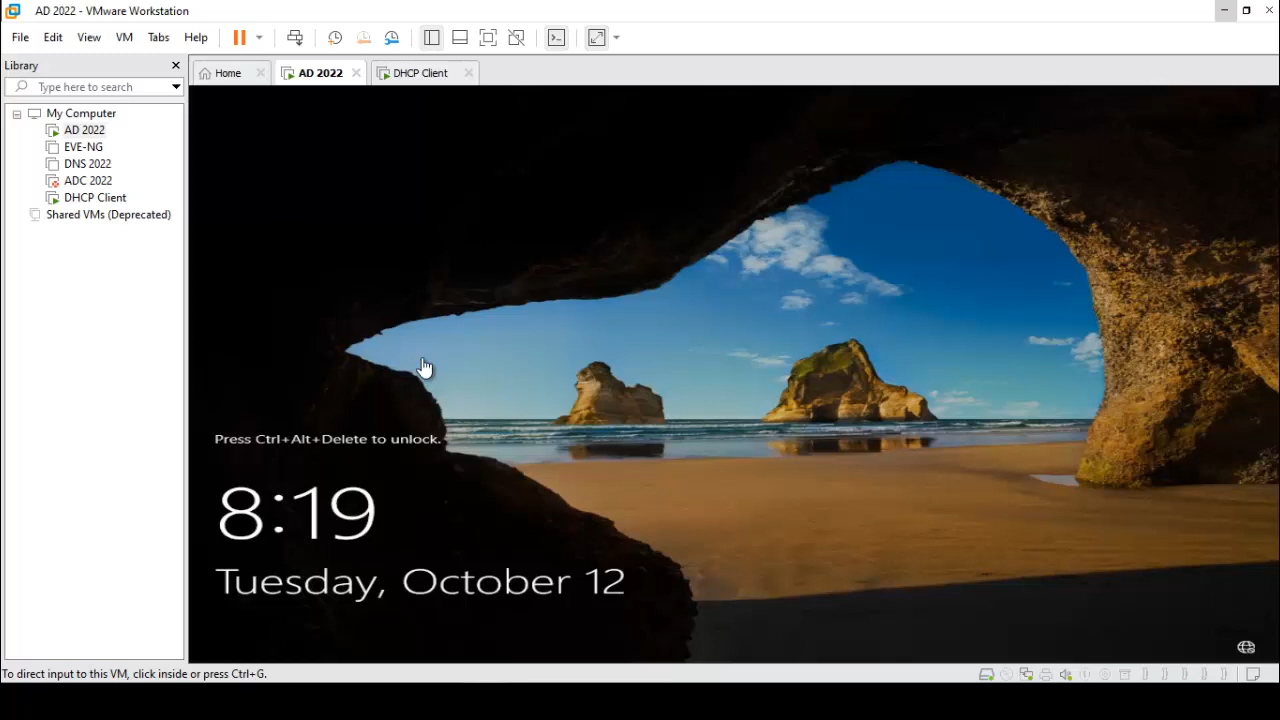 AD 2022 - VMware Workstation
File Edit View VM Tabs Help
Library
Type here to search
My Computer
AD 2022
EVE-NG
DNS 2022
ADC 2022
DHCP Client
Shared VMs (Deprecated)
Home
AD 2022
DHCP Client
Press Ctrl+Alt+Delete to unlock.
8:19
Tuesday, October 12
To direct input to this VM, click inside or press Ctrl+G.